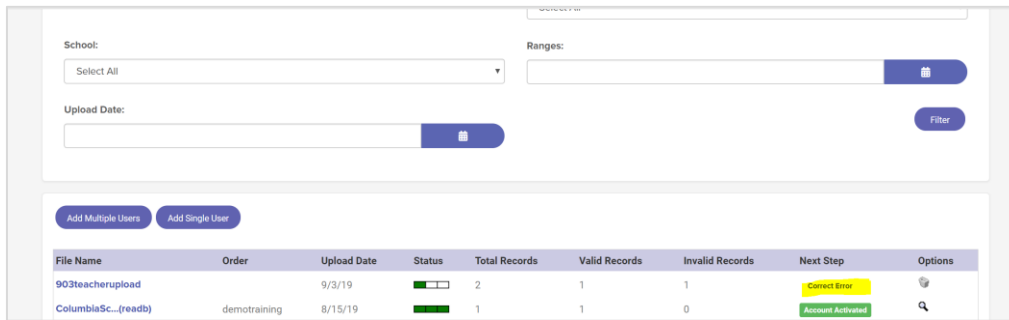 School:
Ranges:
Select All
Upload Date:
Filter
Add Multiple Users
Add Single User
File Name Order Upload Date Status Total Records Valid Records Invalid Records Next Step Options
903teacherupload 9/3/19 2 1 1 Correct Error
ColumbiaSc...(readb) demotraining 8/15/19 1 1 0 Account Activated